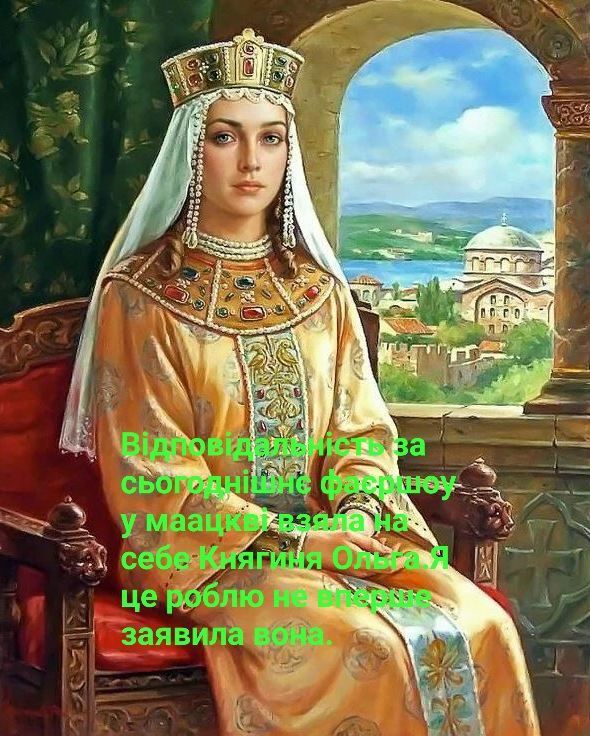 Відповідальність за
сьогоднішнє фаєршоу
у маацкві взяла на
себе Княгиня Ольга.Я
це роблю не вперше
заявила вона.